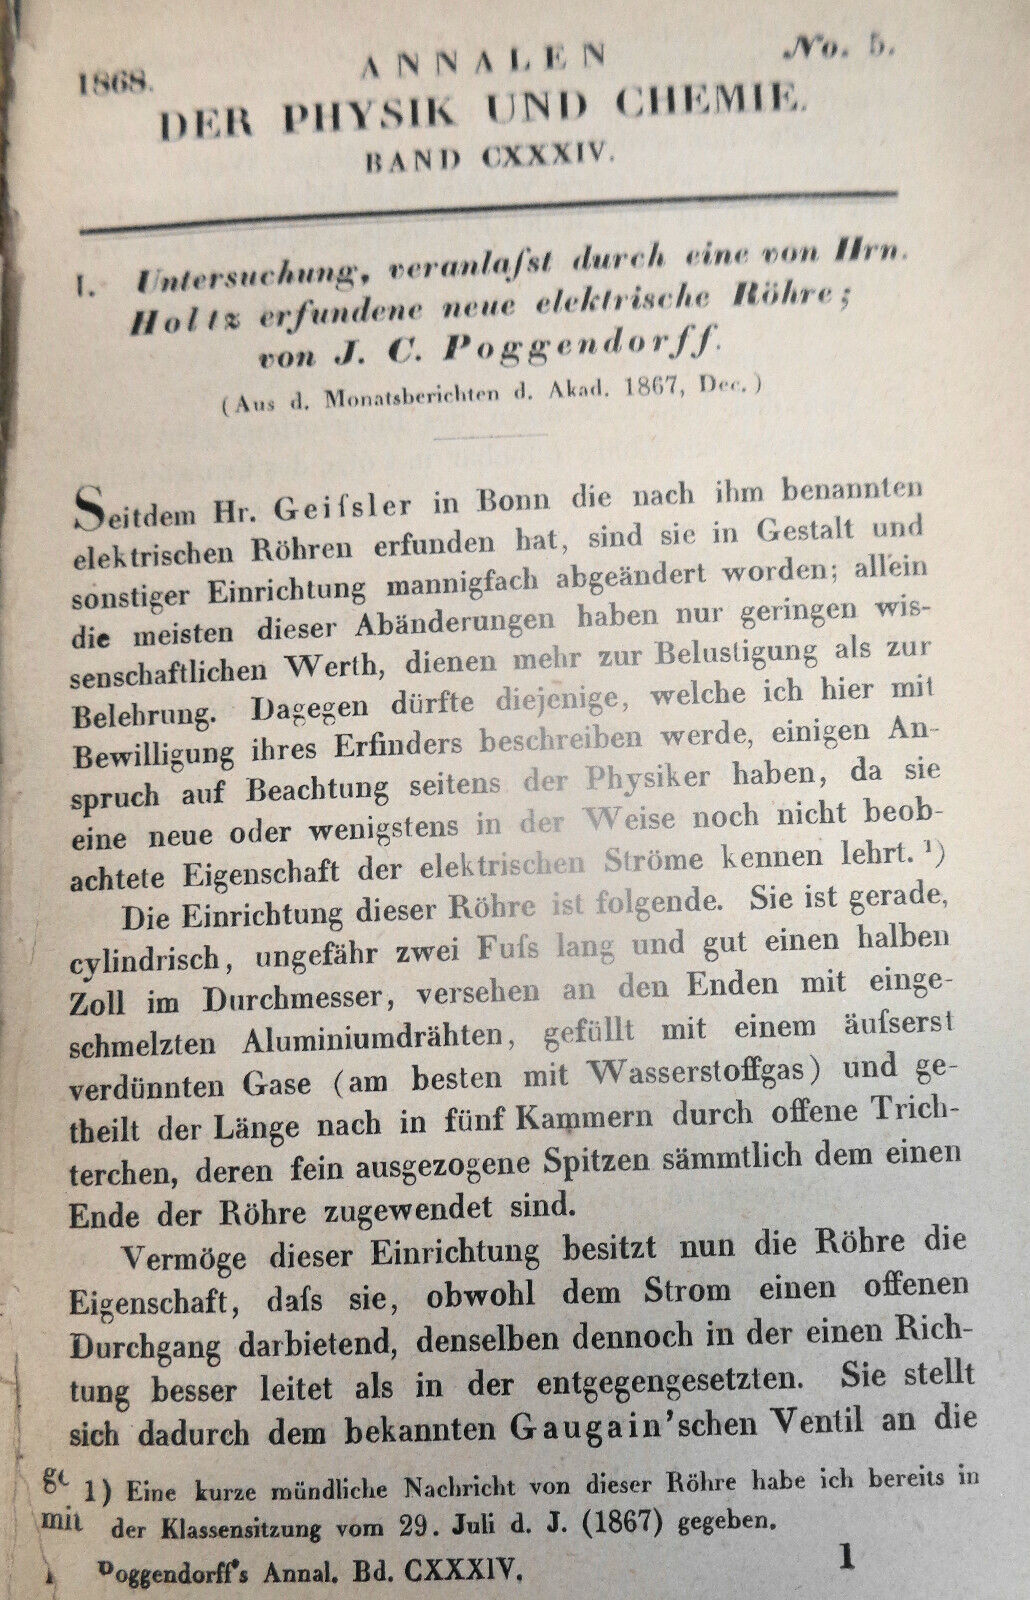 1868. ANNALEN No. 5.
DER PHYSIK UND CHEMIE.
BAND CXXXIV.
I. Untersuchung, veranlaſst durch eine von Hrn.
Holtz erfundene neue elektrische Röhre;
von J. C. Poggendorff.
(Aus d. Monatsberichten d. Akad. 1867, Dec.)
Seitdem Hr. Geiſsler in Bonn die nach ihm benannten
elektrischen Röhren erfunden hat, sind sie in Gestalt und
sonstiger Einrichtung mannigfach abgeändert worden; allein
die meisten dieser Abänderungen haben nur geringen wis-
senschaftlichen Werth, dienen mehr zur Belustigung als zur
Belehrung. Dagegen dürfte diejenige, welche ich hier mit
Bewilligung ihres Erfinders beschreiben werde, einigen An-
spruch auf Beachtung seitens der Physiker haben, da sie
eine neue oder wenigstens in der Weise noch nicht beob-
achtete Eigenschaft der elektrischen Ströme kennen lehrt. ¹)
Die Einrichtung dieser Röhre ist folgende. Sie ist gerade,
cylindrisch, ungefähr zwei Fuſs lang und gut einen halben
Zoll im Durchmesser, versehen an den Enden mit einge-
schmelzten Aluminiumdrähten, gefüllt mit einem äuſserst
verdünnten Gase (am besten mit Wasserstoffgas) und ge-
theilt der Länge nach in fünf Kammern durch offene Trich-
terchen, deren fein ausgezogene Spitzen sämmtlich dem einen
Ende der Röhre zugewendet sind.
Vermöge dieser Einrichtung besitzt nun die Röhre die
Eigenschaft, daſs sie, obwohl dem Strom einen offenen
Durchgang darbietend, denselben dennoch in der einen Rich-
tung besser leitet als in der entgegengesetzten. Sie stellt
sich dadurch dem bekannten Gaugain'schen Ventil an die
1) Eine kurze mündliche Nachricht von dieser Röhre habe ich bereits in
mit der Klassensitzung vom 29. Juli d. J. (1867) gegeben.
Poggendorff's Annal. Bd. CXXXIV. 1